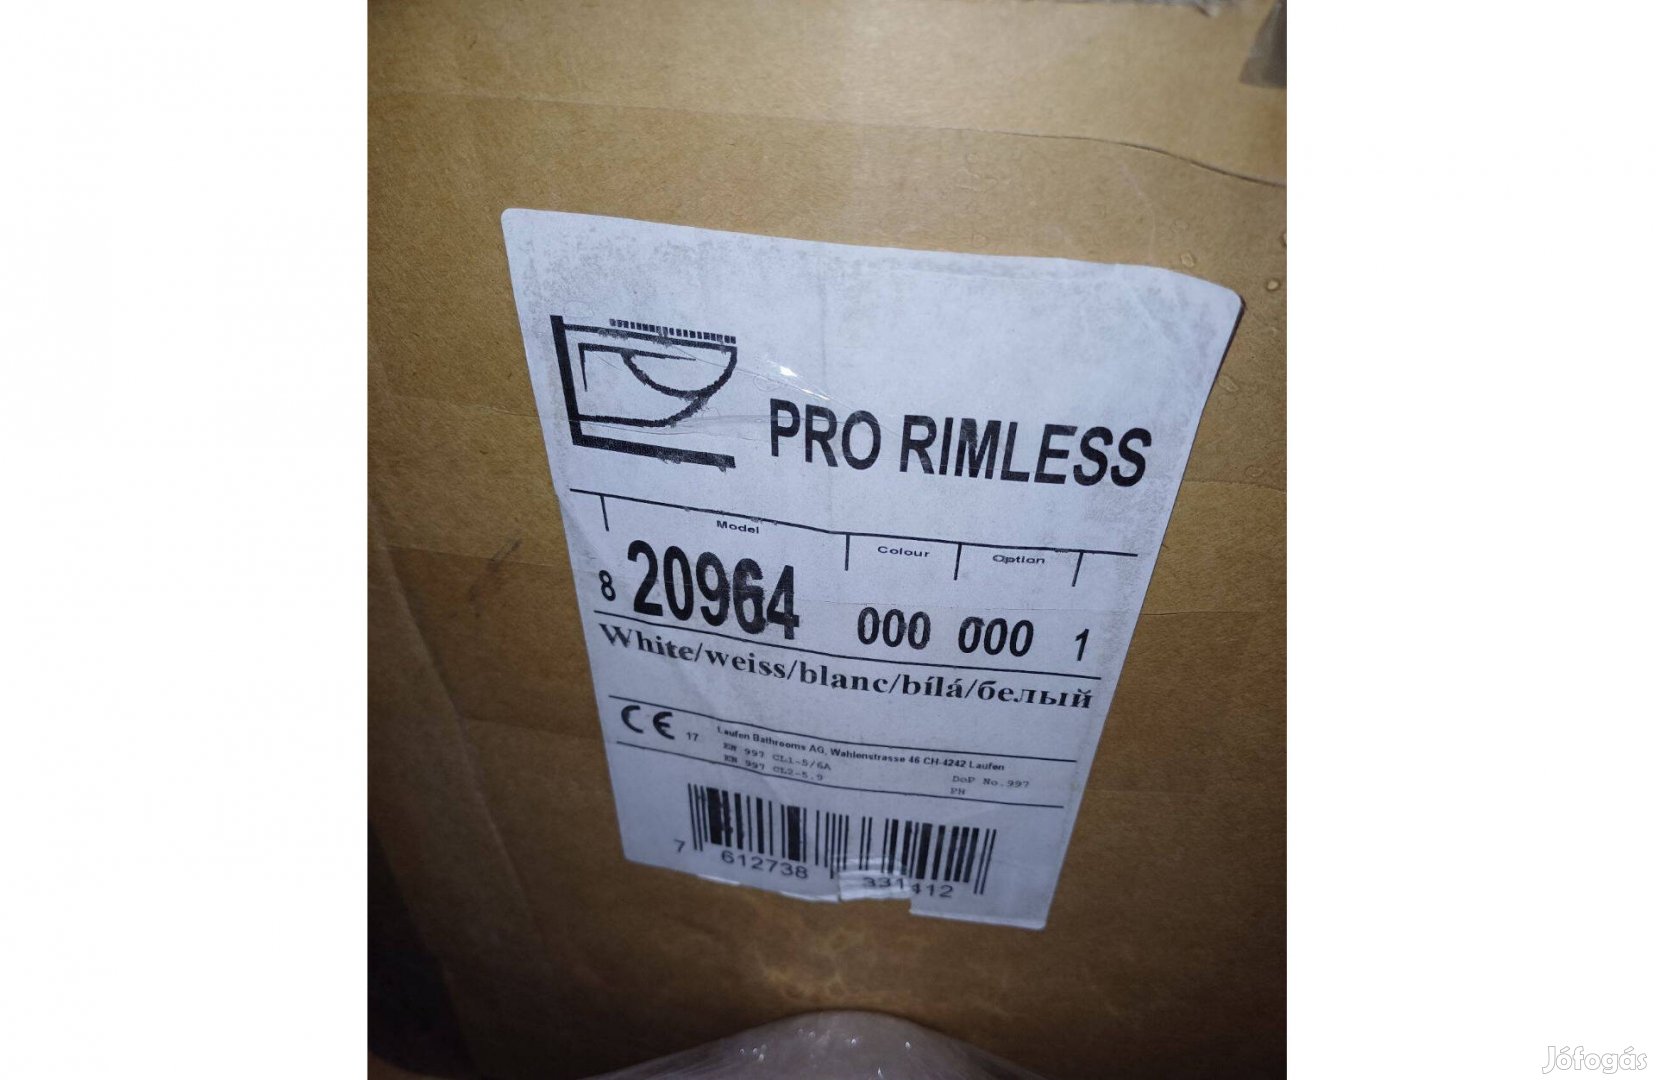 PRO RIMLESS
Model Colour Option
8 20964 000 000 1
White/weiss/blanc/bílá/белый
CE 17 Laufen Bathrooms AG, Wahlenstrasse 46 CH-4242 Laufen
EN 997 CL1-5/6A
EN 997 CL2-5.9 DoP No.997
PH
7 612738 331412
Jófogás